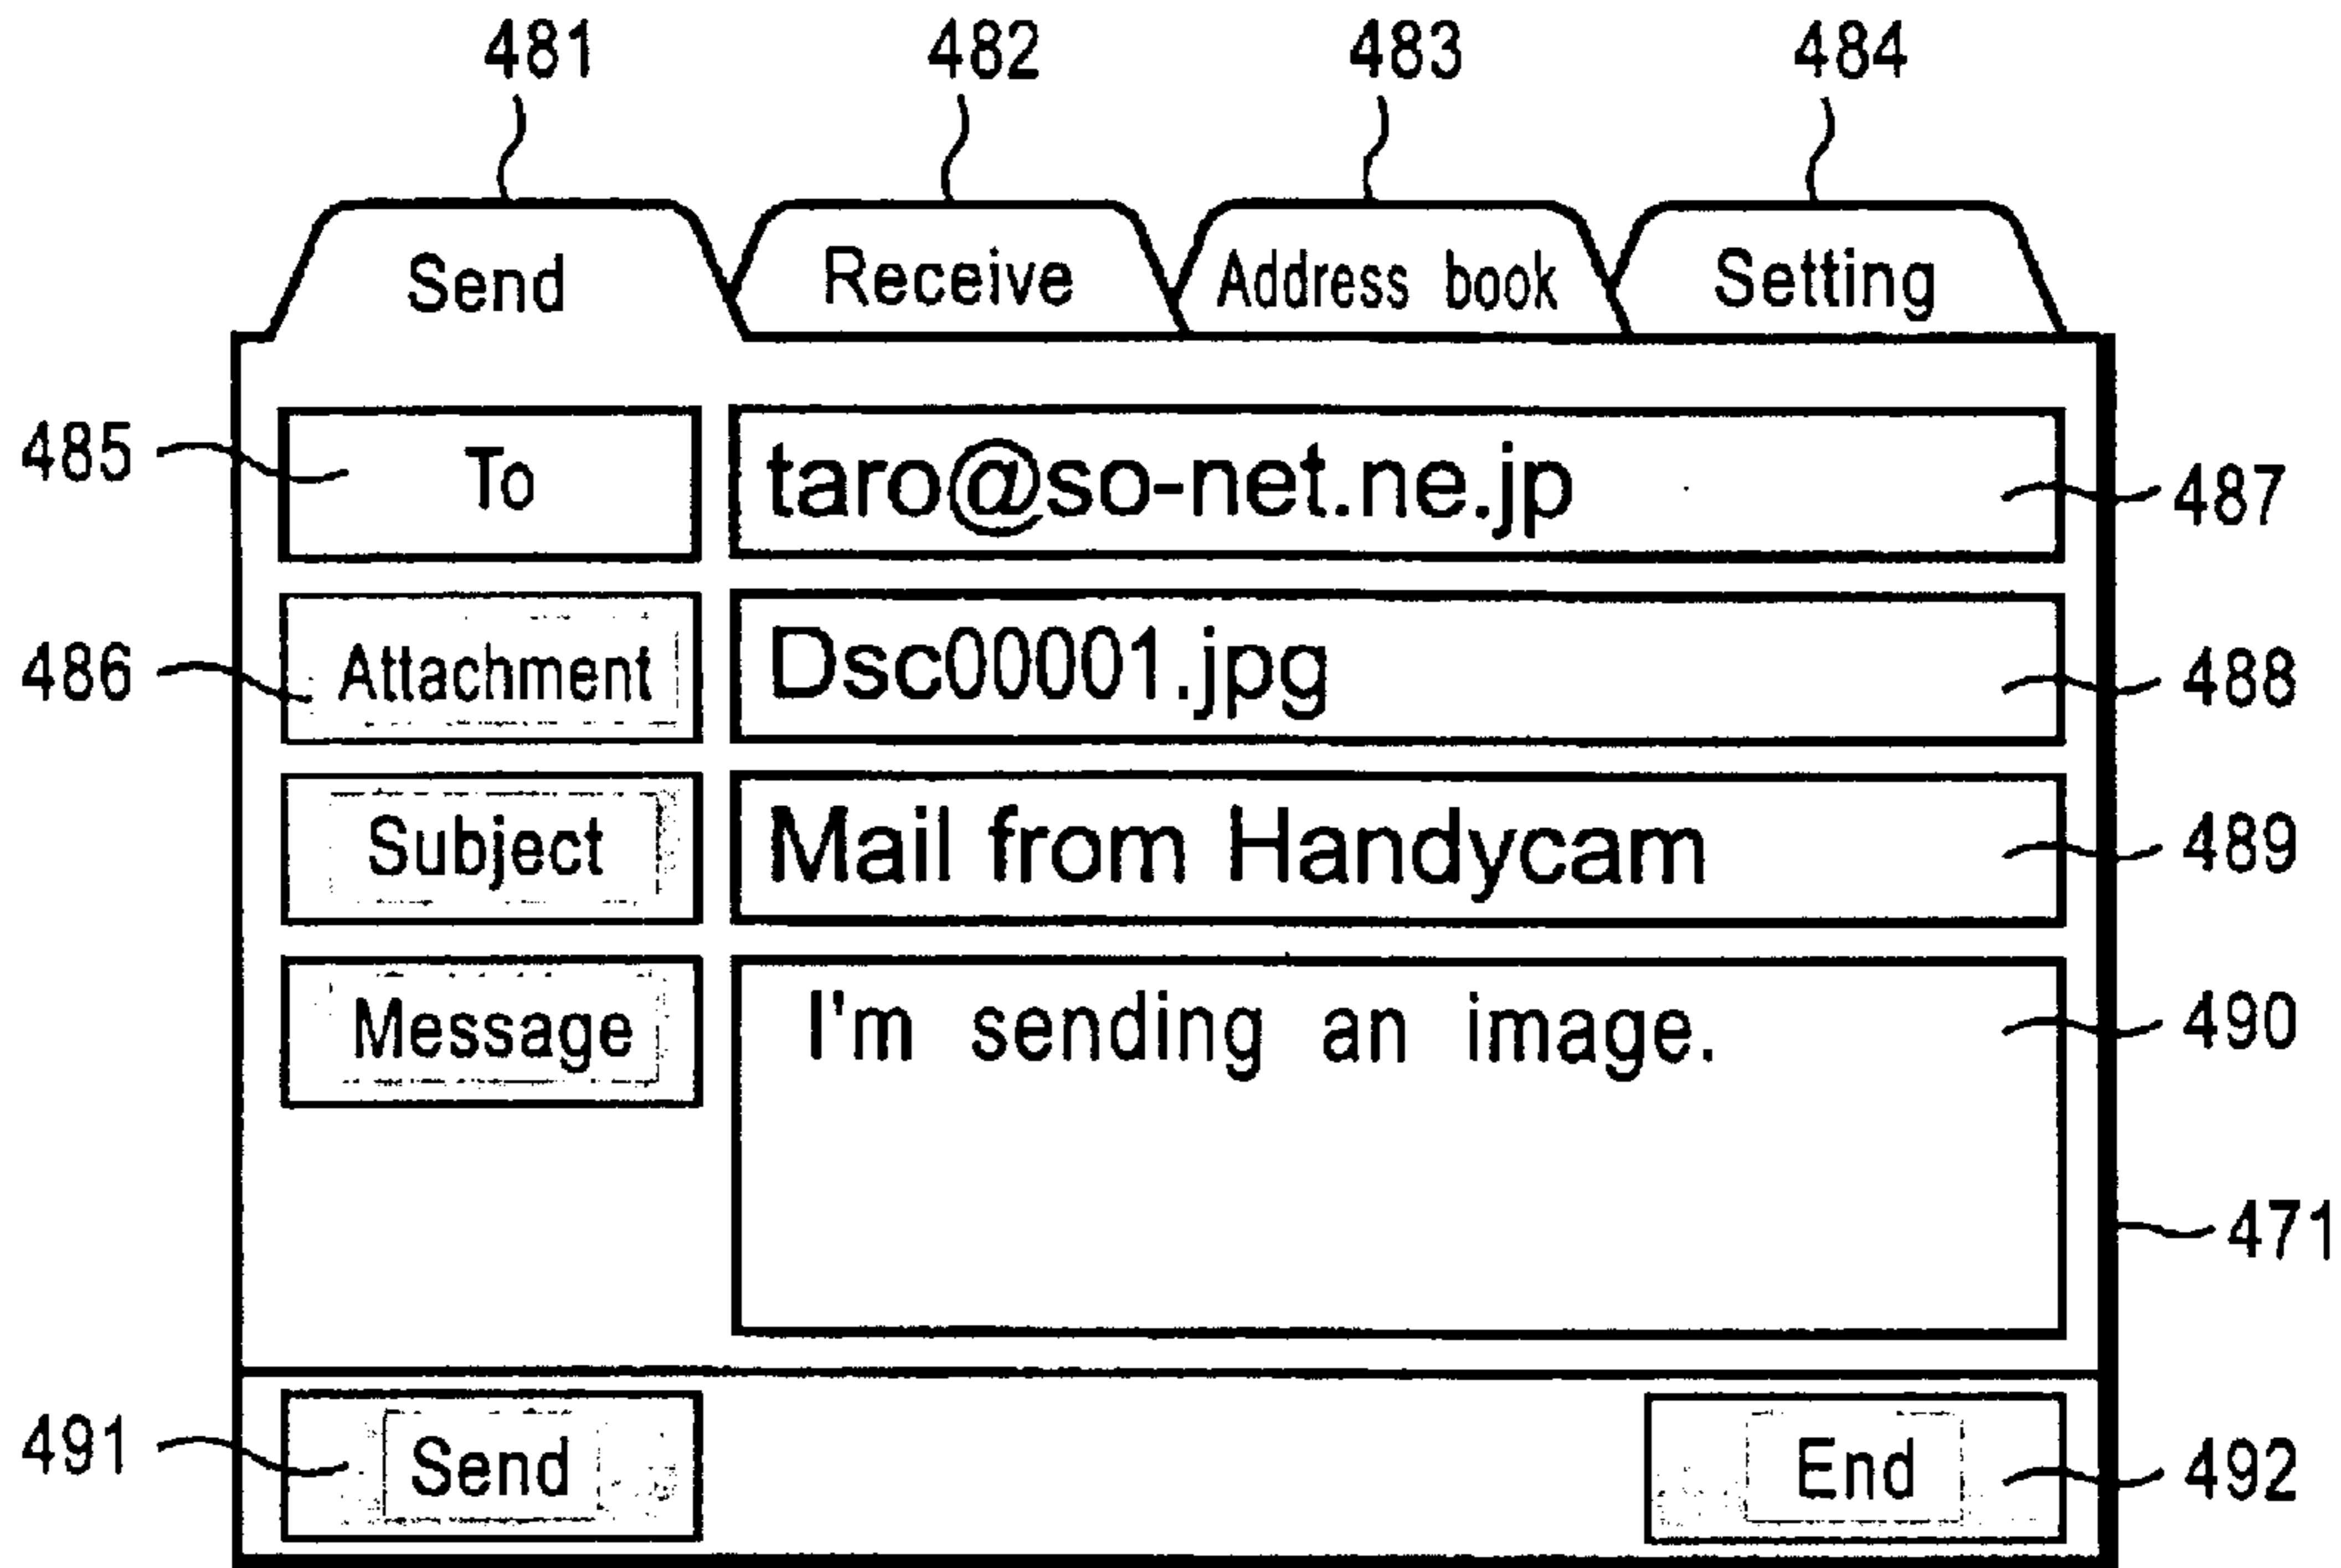 481 482 483 484
Send Receive Address book Setting
485 To taro@so-net.ne.jp 487
486 Attachment Dsc00001.jpg 488
Subject Mail from Handycam 489
Message I'm sending an image. 490
471
491 Send End 492